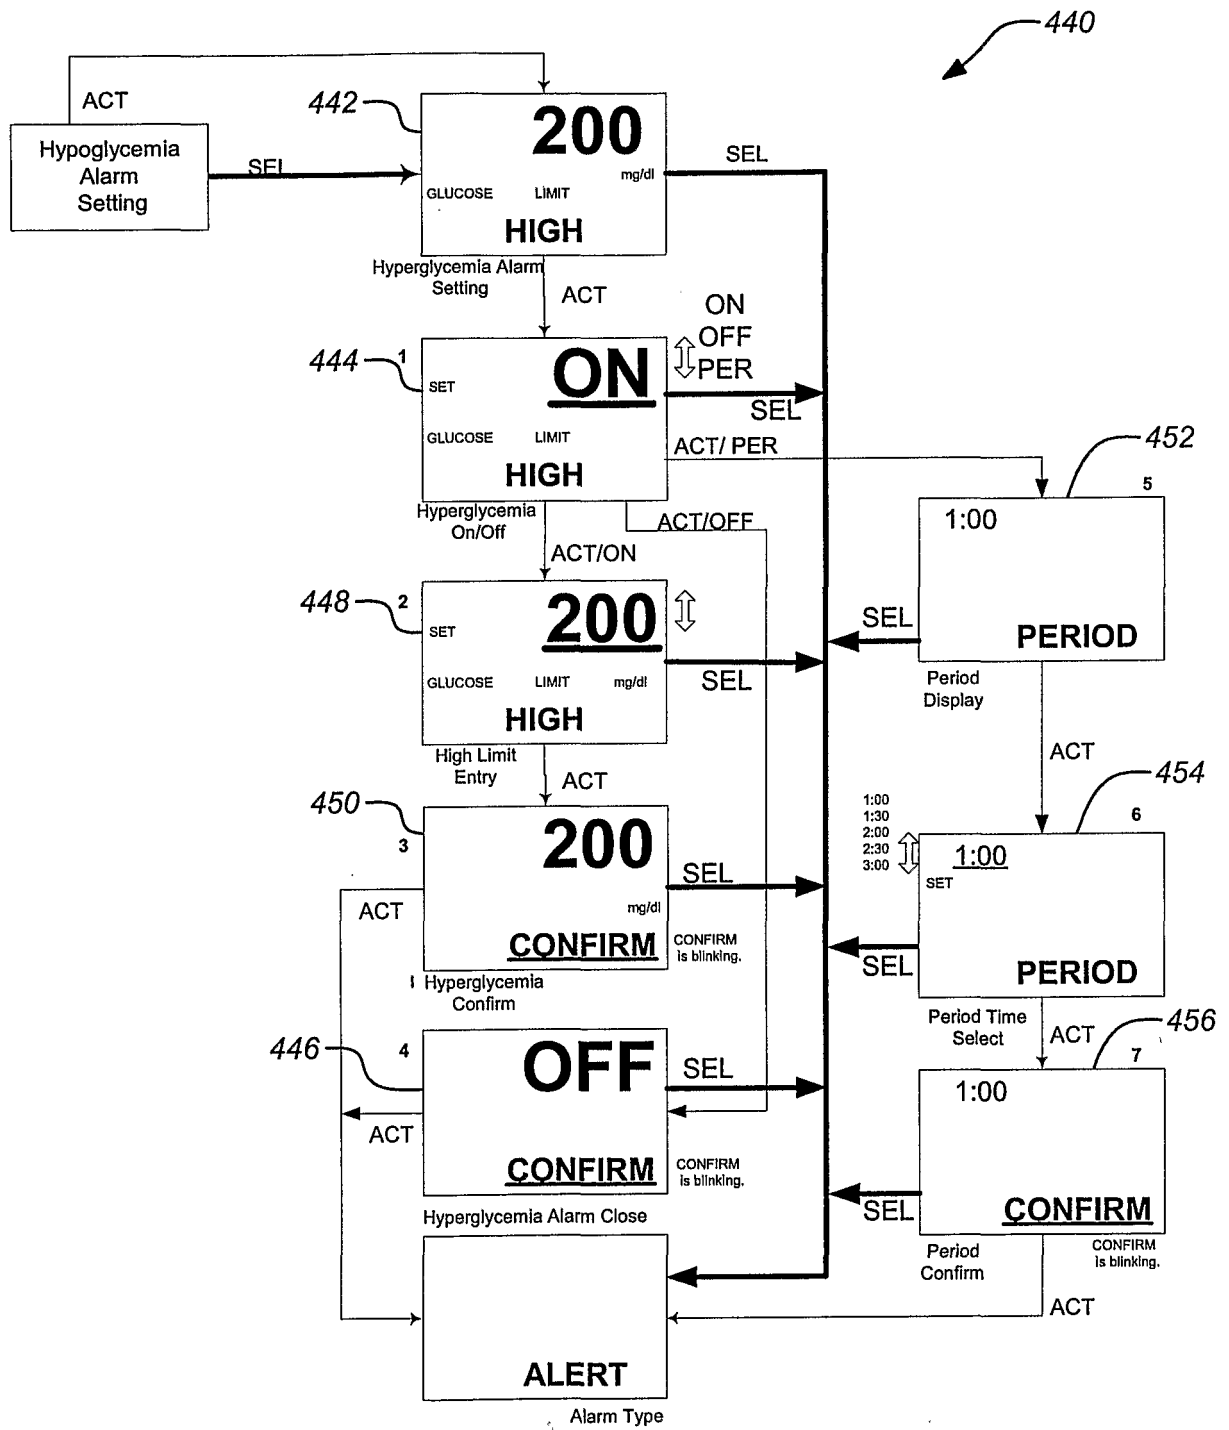 440
ACT
442
200
mg/dl
GLUCOSE LIMIT
HIGH
Hypoglycemia
Alarm
Setting
SEL
SEL
Hyperglycemia Alarm
Setting
ACT
ON
OFF
PER
444
1
SET
ON
GLUCOSE LIMIT
HIGH
SEL
ACT/ PER
Hyperglycemia
On/Off
ACT/OFF
ACT/ON
452
5
1:00
PERIOD
SEL
Period
Display
448
2
SET
200
GLUCOSE LIMIT mg/dl
HIGH
SEL
High Limit
Entry
ACT
ACT
454
450
3
200
mg/dl
CONFIRM
CONFIRM
is blinking.
SEL
ACT
Hyperglycemia
Confirm
1:00
1:30
2:00
2:30
3:00
6
1:00
SET
PERIOD
SEL
Period Time
Select
ACT
456
446
4
OFF
CONFIRM
CONFIRM
is blinking.
SEL
ACT
Hyperglycemia Alarm Close
7
1:00
CONFIRM
CONFIRM
is blinking.
SEL
Period
Confirm
ACT
ALERT
Alarm Type